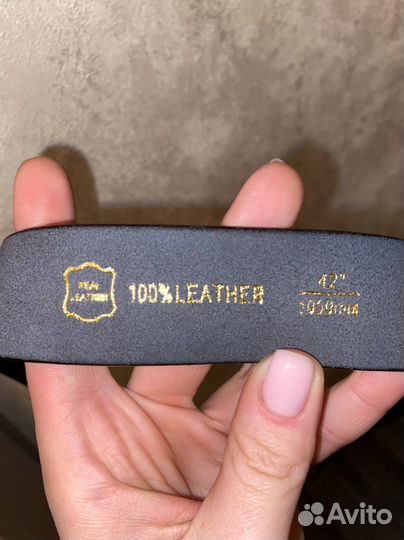 REAL
LEATHER
100% LEATHER
42"
1050mm
Avito